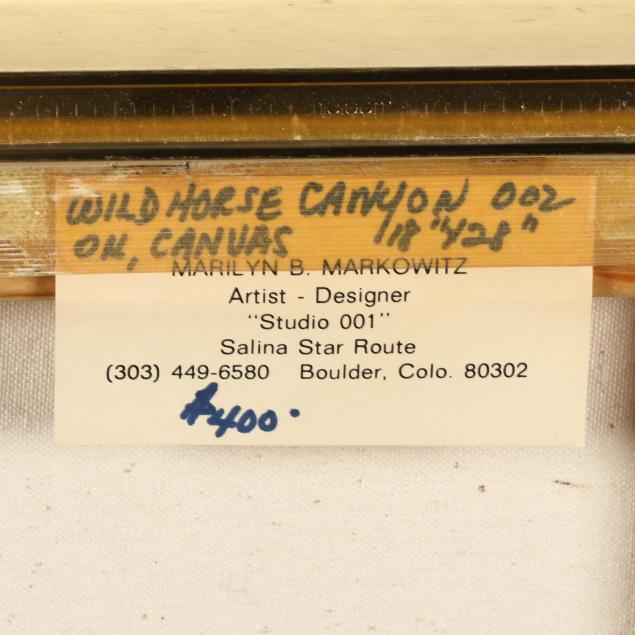 WILD HORSE CANYON 002
OIL, CANVAS 18"X28"
MARILYN B. MARKOWITZ
Artist - Designer
"Studio 001"
Salina Star Route
(303) 449-6580 Boulder, Colo. 80302
$400.